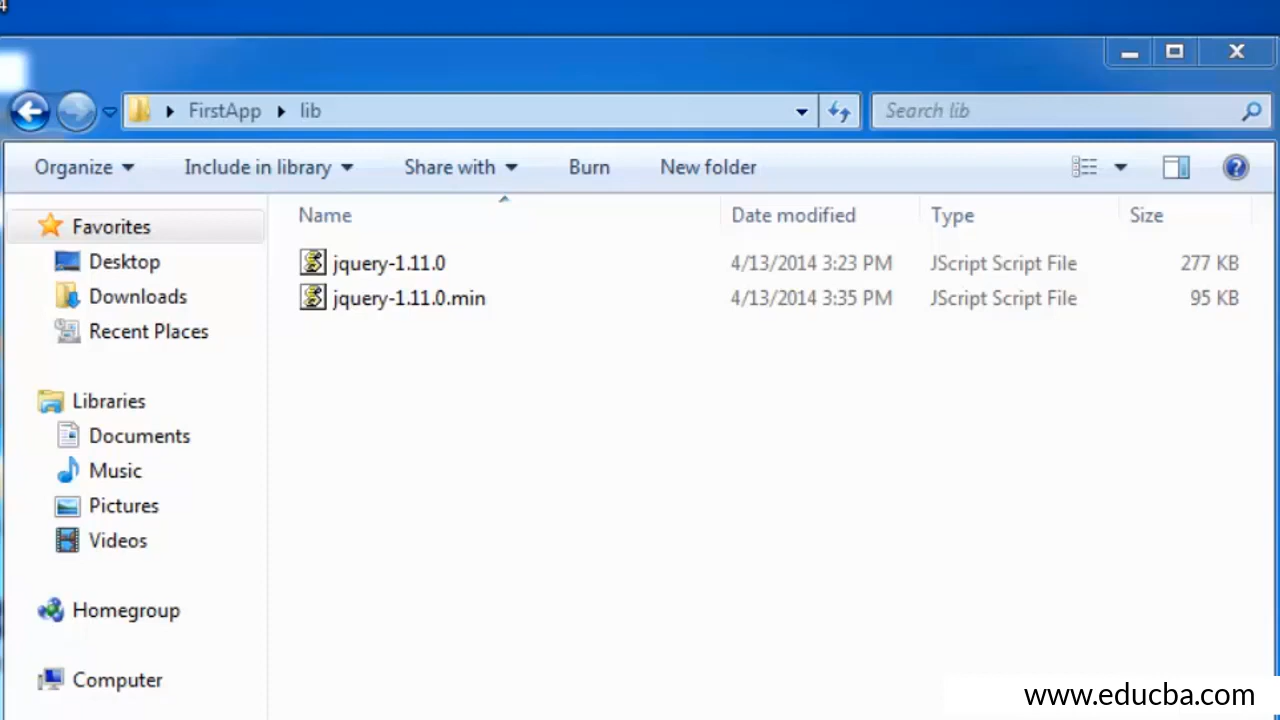 4
FirstApp lib
Search lib
Organize Include in library Share with Burn New folder
Name Date modified Type Size
Favorites
Desktop
Downloads
Recent Places
Libraries
Documents
Music
Pictures
Videos
Homegroup
Computer
jquery-1.11.0 4/13/2014 3:23 PM JScript Script File 277 KB
jquery-1.11.0.min 4/13/2014 3:35 PM JScript Script File 95 KB
www.educba.com